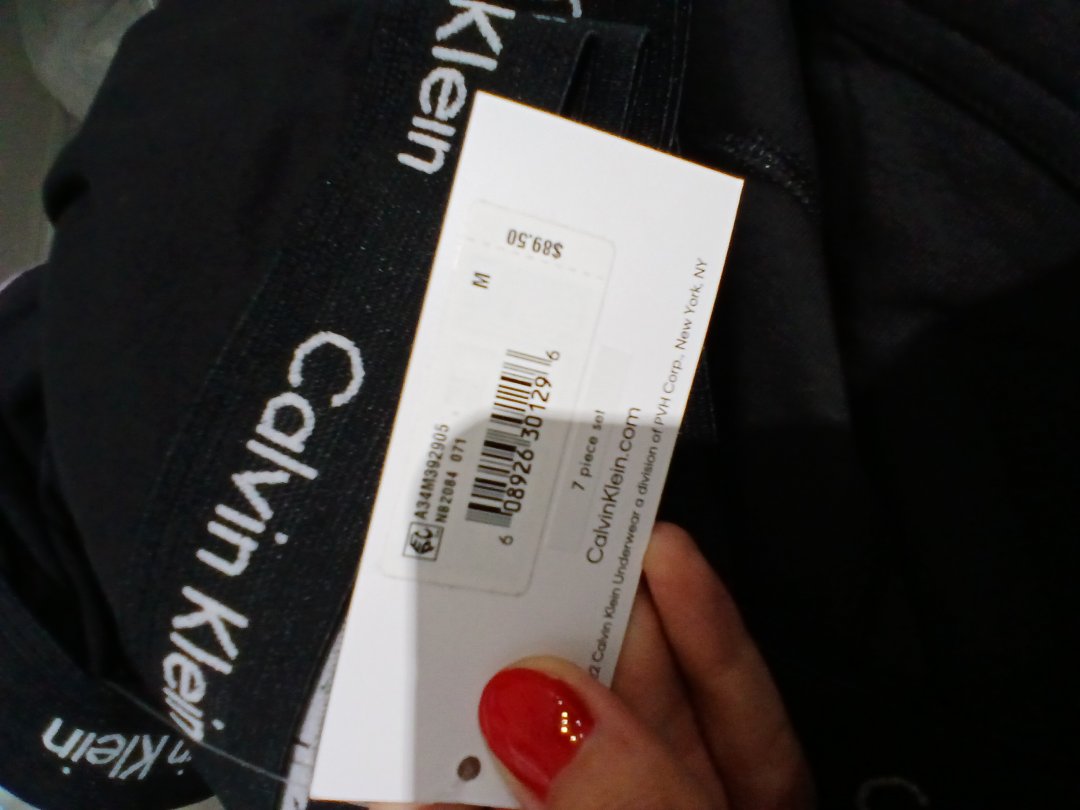 Klein
Calvin Klein
Klein
Klein
$89.50
M
A34M392905
NB2084 071
6 08926 30129 6
7 piece set
CalvinKlein.com
Calvin Klein Underwear a division of PVH Corp., New York, NY